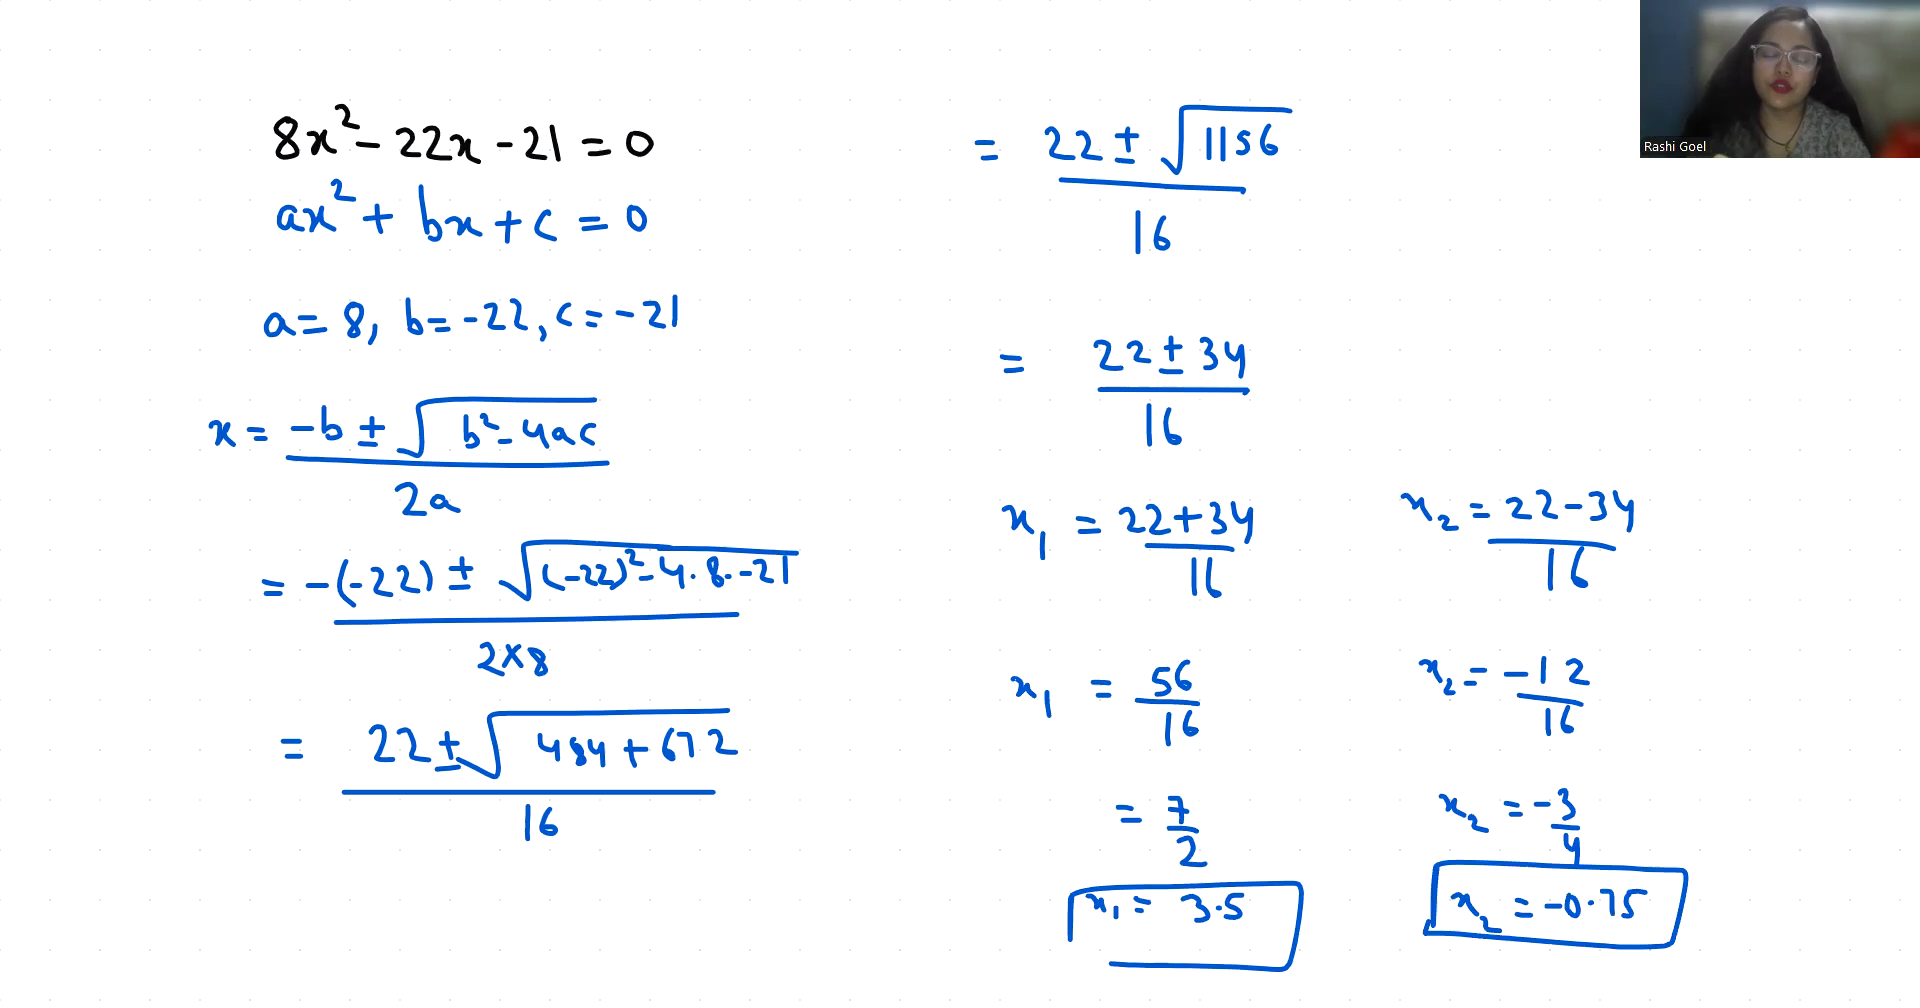 8x² - 22x - 21 = 0
ax² + bx + c = 0
a = 8, b = -22, c = -21
x = -b ± √b² - 4ac
2a
= -(-22) ± √(-22)² - 4.8.-21
2×8
= 22 ± √484 + 672
16
= 22 ± √1156
16
= 22 ± 34
16
x₁ = 22 + 34
16
x₁ = 56
16
= 7
2
x₁ = 3.5
x₂ = 22 - 34
16
x₂ = -12
16
x₂ = -3
4
x₂ = -0.75
Rashi Goel